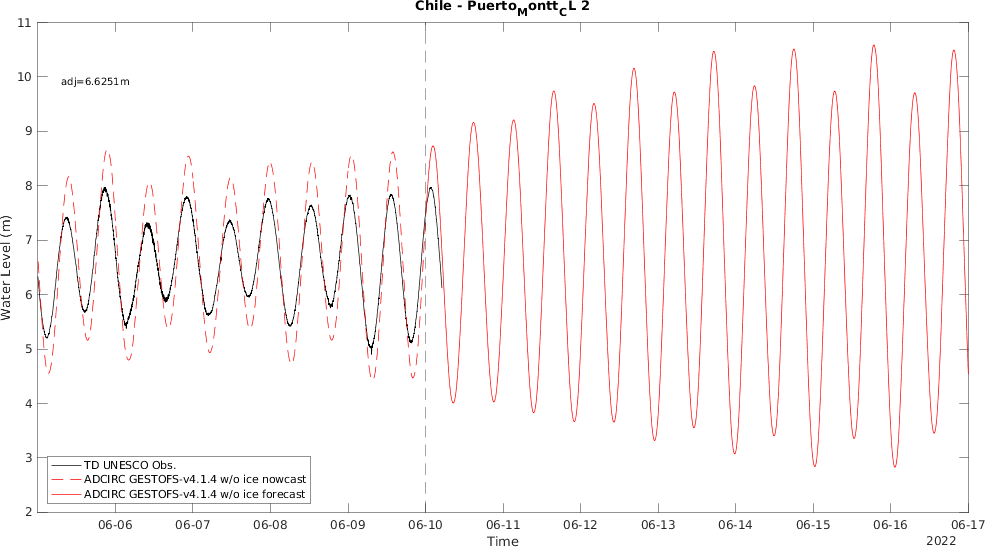 Chile - Puerto_Montt_CL 2
11
10
9
8
7
6
5
4
3
2
Water Level (m)
adj=6.6251m
TD UNESCO Obs.
ADCIRC GESTOFS-v4.1.4 w/o ice nowcast
ADCIRC GESTOFS-v4.1.4 w/o ice forecast
06-06 06-07 06-08 06-09 06-10 06-11 06-12 06-13 06-14 06-15 06-16 06-17
Time
2022